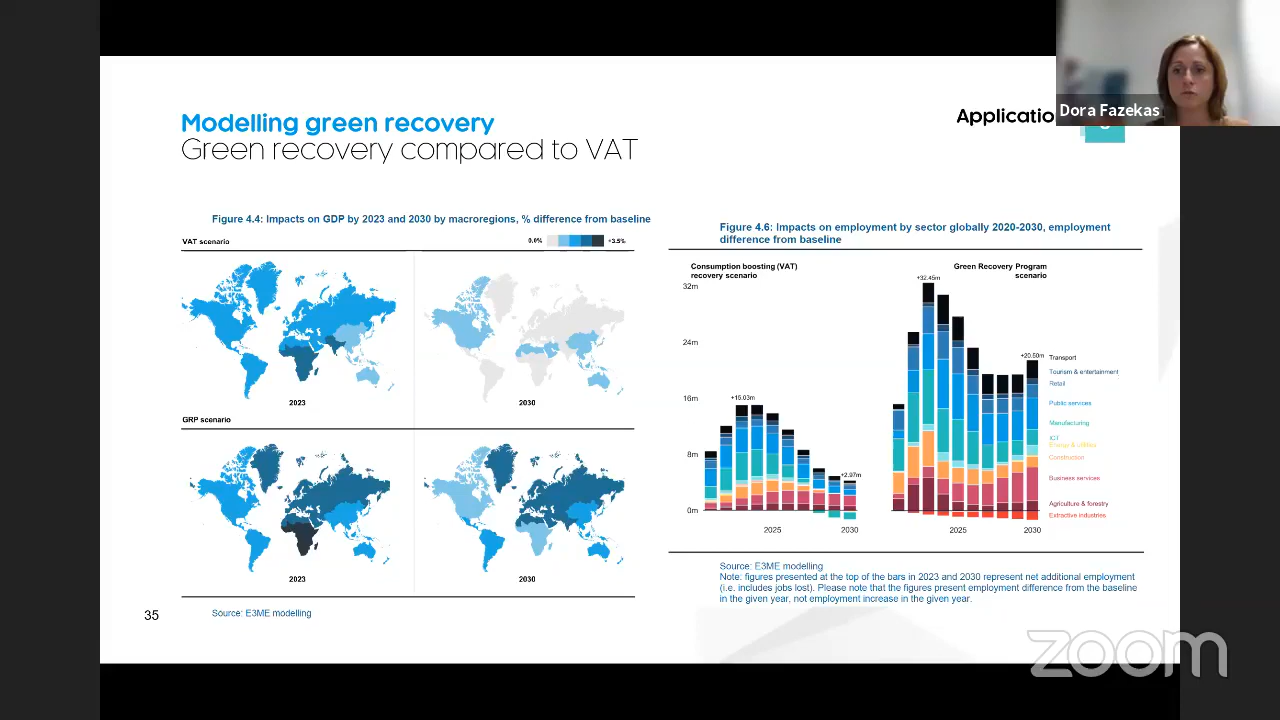 Dora Fazekas
Modelling green recovery
Green recovery compared to VAT
Applicatio
Figure 4.4: Impacts on GDP by 2023 and 2030 by macroregions, % difference from baseline
VAT scenario
0.0%
+3.5%
2023
2030
GRP scenario
2023
2030
Source: E3ME modelling
35
Figure 4.6: Impacts on employment by sector globally 2020-2030, employment
difference from baseline
Consumption boosting (VAT)
recovery scenario
Green Recovery Program
scenario
32m
24m
16m
8m
0m
+15.03m
+2.97m
2025
2030
+32.45m
+20.50m
2025
2030
Transport
Tourism & entertainment
Retail
Public services
Manufacturing
ICT
Energy & utilities
Construction
Business services
Agriculture & forestry
Extractive industries
Source: E3ME modelling
Note: figures presented at the top of the bars in 2023 and 2030 represent net additional employment
(i.e. includes jobs lost). Please note that the figures present employment difference from the baseline
in the given year, not employment increase in the given year.
zoom